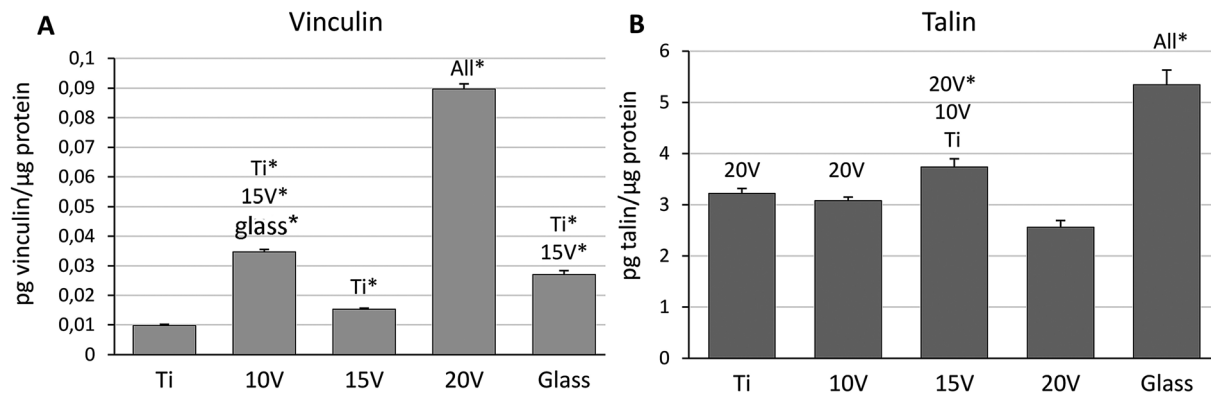 A
Vinculin
pg vinculin/µg protein
0,1
0,09
0,08
0,07
0,06
0,05
0,04
0,03
0,02
0,01
0
Ti*
15V*
glass*
Ti*
All*
Ti*
15V*
Ti
10V
15V
20V
Glass
B
Talin
pg talin/µg protein
6
5
4
3
2
1
0
20V
20V
20V*
10V
Ti
All*
Ti
10V
15V
20V
Glass